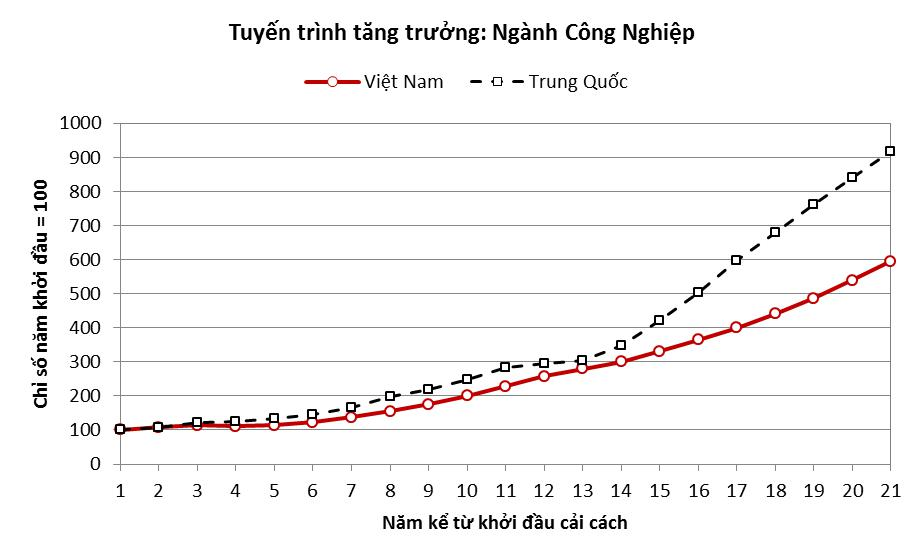 Tuyến trình tăng trưởng: Ngành Công Nghiệp
Việt Nam Trung Quốc
Chỉ số năm khởi đầu = 100
1000
900
800
700
600
500
400
300
200
100
0
1 2 3 4 5 6 7 8 9 10 11 12 13 14 15 16 17 18 19 20 21
Năm kể từ khởi đầu cải cách